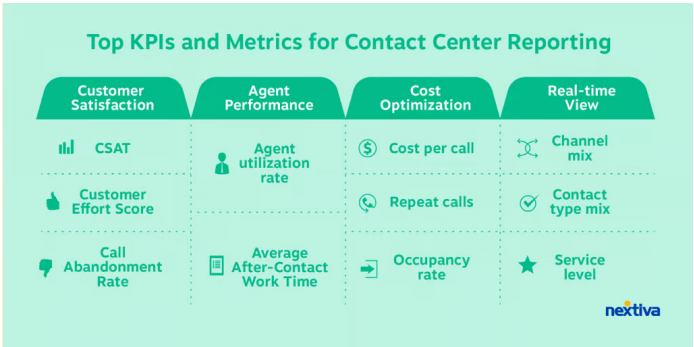 Top KPIs and Metrics for Contact Center Reporting
Customer
Satisfaction
Agent
Performance
Cost
Optimization
Real-time
View
CSAT
Customer
Effort Score
Call
Abandonment
Rate
Agent
utilization
rate
Average
After-Contact
Work Time
Cost per call
Repeat calls
Occupancy
rate
Channel
mix
Contact
type mix
Service
level
nextiva